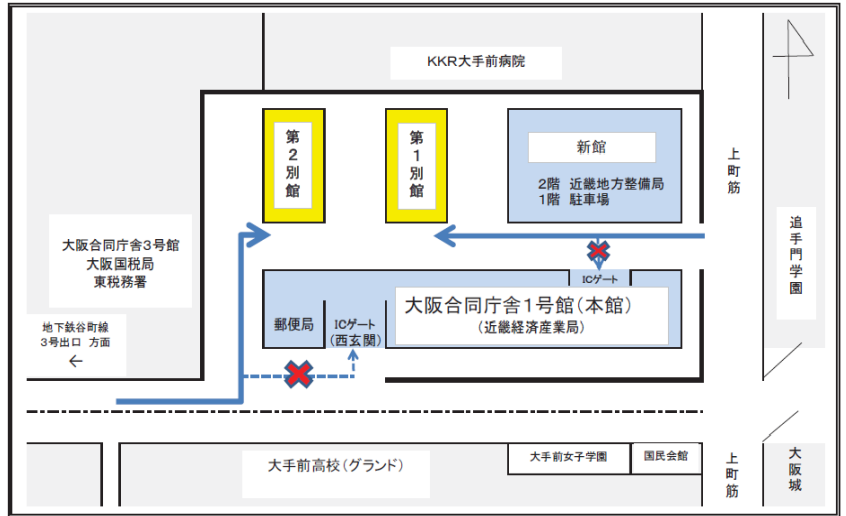 KKR大手前病院
第2別館
第1別館
新館
2階 近畿地方整備局
1階 駐車場
上町筋
追手門学園
大阪合同庁舎3号館
大阪国税局
東税務署
地下鉄谷町線
3号出口 方面
←
郵便局
ICゲート
(西玄関)
ICゲート
大阪合同庁舎1号館(本館)
(近畿経済産業局)
大手前高校(グランド)
大手前女子学園
国民会館
上町筋
大阪城